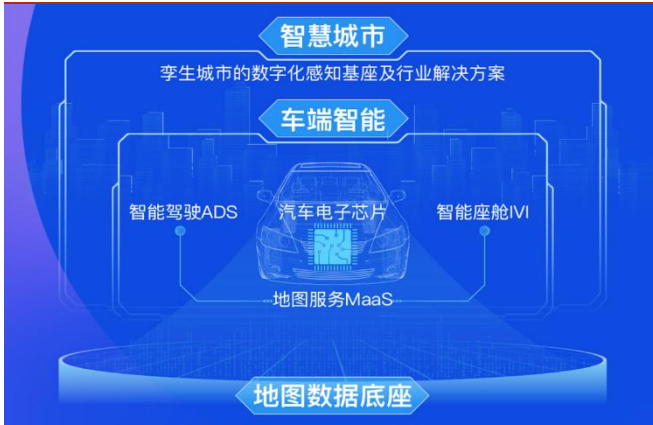 智慧城市
孪生城市的数字化感知基座及行业解决方案
车端智能
智能驾驶ADS
汽车电子芯片
智能座舱IVI
地图服务MaaS
地图数据底座